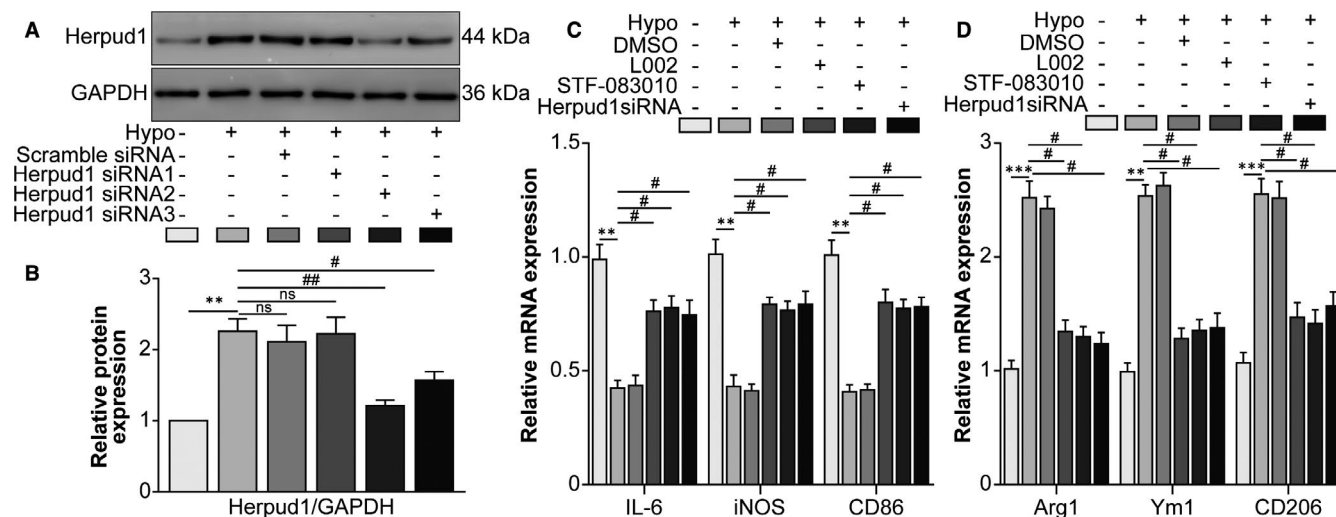 A
Herpud1
44 kDa
GAPDH
36 kDa
Hypo - + + + + +
Scramble siRNA - - + - - -
Herpud1 siRNA1 - - - + - -
Herpud1 siRNA2 - - - - + -
Herpud1 siRNA3 - - - - - +
B
Relative protein
expression
3
2
1
0
** ns ns ## #
Herpud1/GAPDH
C
Hypo - + + + + +
DMSO - - + - - -
L002 - - - + - -
STF-083010 - - - - + -
Herpud1siRNA - - - - - +
Relative mRNA expression
1.5
1.0
0.5
0
** # # #
** # # #
** # # #
IL-6 iNOS CD86
D
Hypo - + + + + +
DMSO - - + - - -
L002 - - - + - -
STF-083010 - - - - + -
Herpud1siRNA - - - - - +
Relative mRNA expression
3
2
1
0
*** # # #
** # # #
*** # # #
Arg1 Ym1 CD206